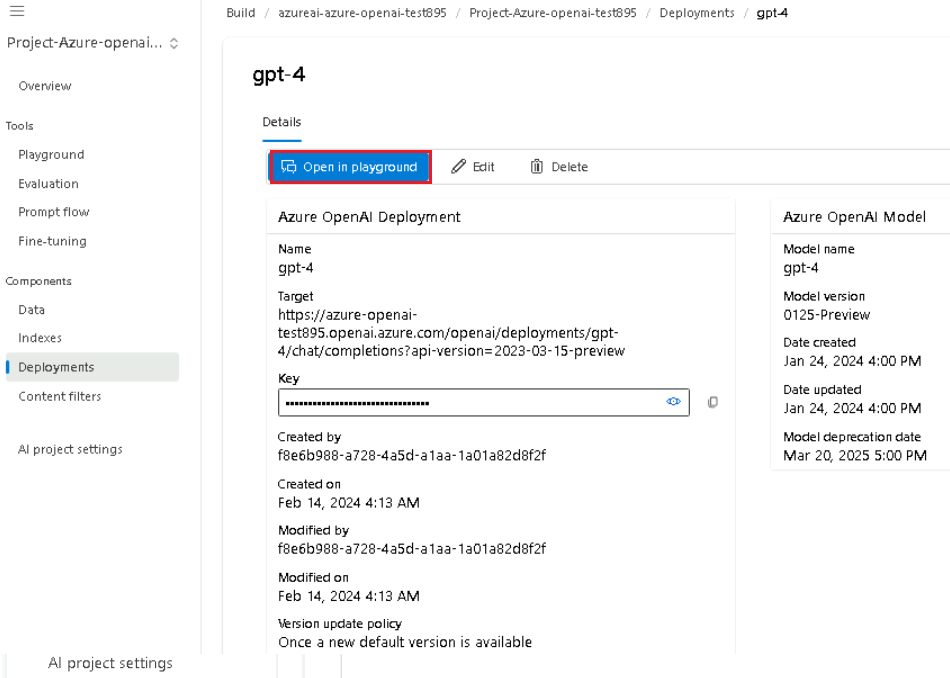 Build / azureai-azure-openai-test895 / Project-Azure-openai-test895 / Deployments / gpt-4
Project-Azure-openai...
Overview
Tools
Playground
Evaluation
Prompt flow
Fine-tuning
Components
Data
Indexes
Deployments
Content filters
AI project settings
gpt-4
Details
Open in playground Edit Delete
Azure OpenAI Deployment
Name
gpt-4
Target
https://azure-openai-
test895.openai.azure.com/openai/deployments/gpt-
4/chat/completions?api-version=2023-03-15-preview
Key
Created by
f8e6b988-a728-4a5d-a1aa-1a01a82d8f2f
Created on
Feb 14, 2024 4:13 AM
Modified by
f8e6b988-a728-4a5d-a1aa-1a01a82d8f2f
Modified on
Feb 14, 2024 4:13 AM
Version update policy
Once a new default version is available
Azure OpenAI Model
Model name
gpt-4
Model version
0125-Preview
Date created
Jan 24, 2024 4:00 PM
Date updated
Jan 24, 2024 4:00 PM
Model deprecation date
Mar 20, 2025 5:00 PM
AI project settings